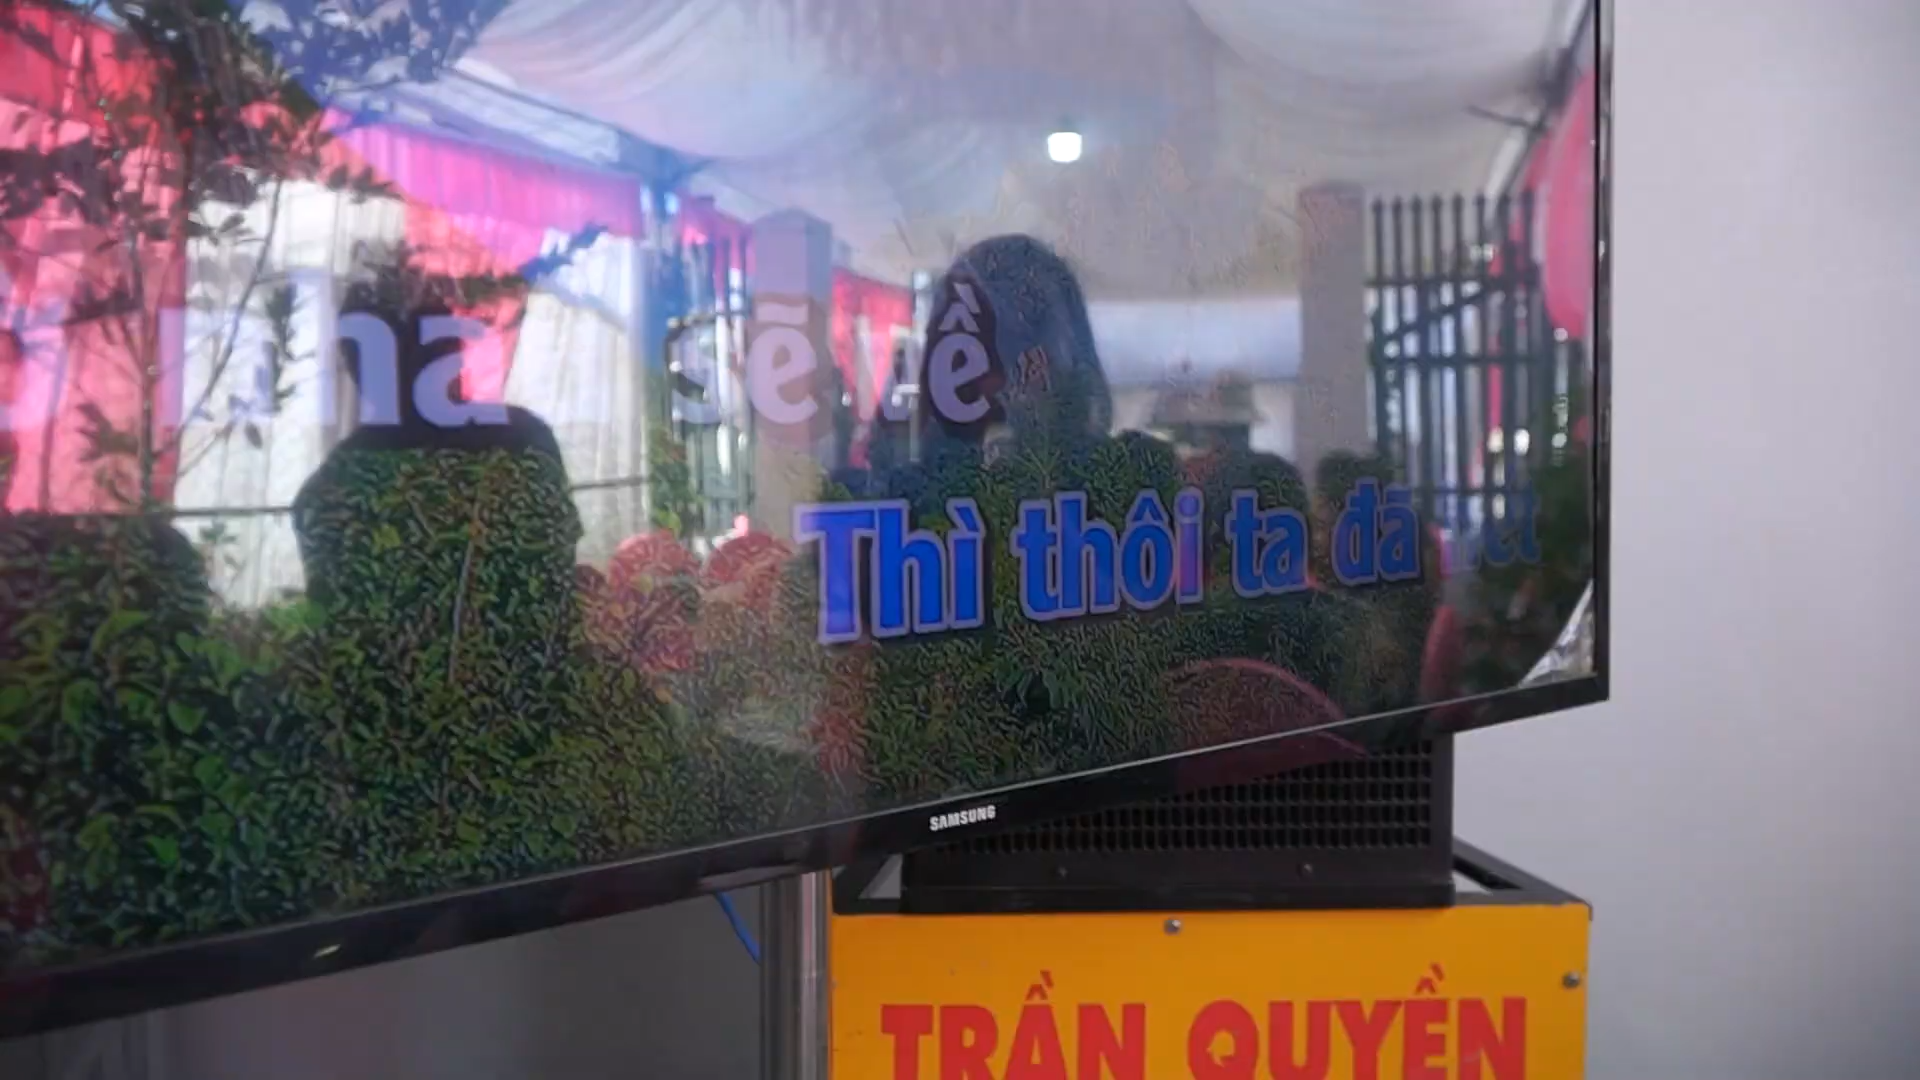 nhà sẽ về
Thì thôi ta đã
SAMSUNG
TRẦN QUYỀN